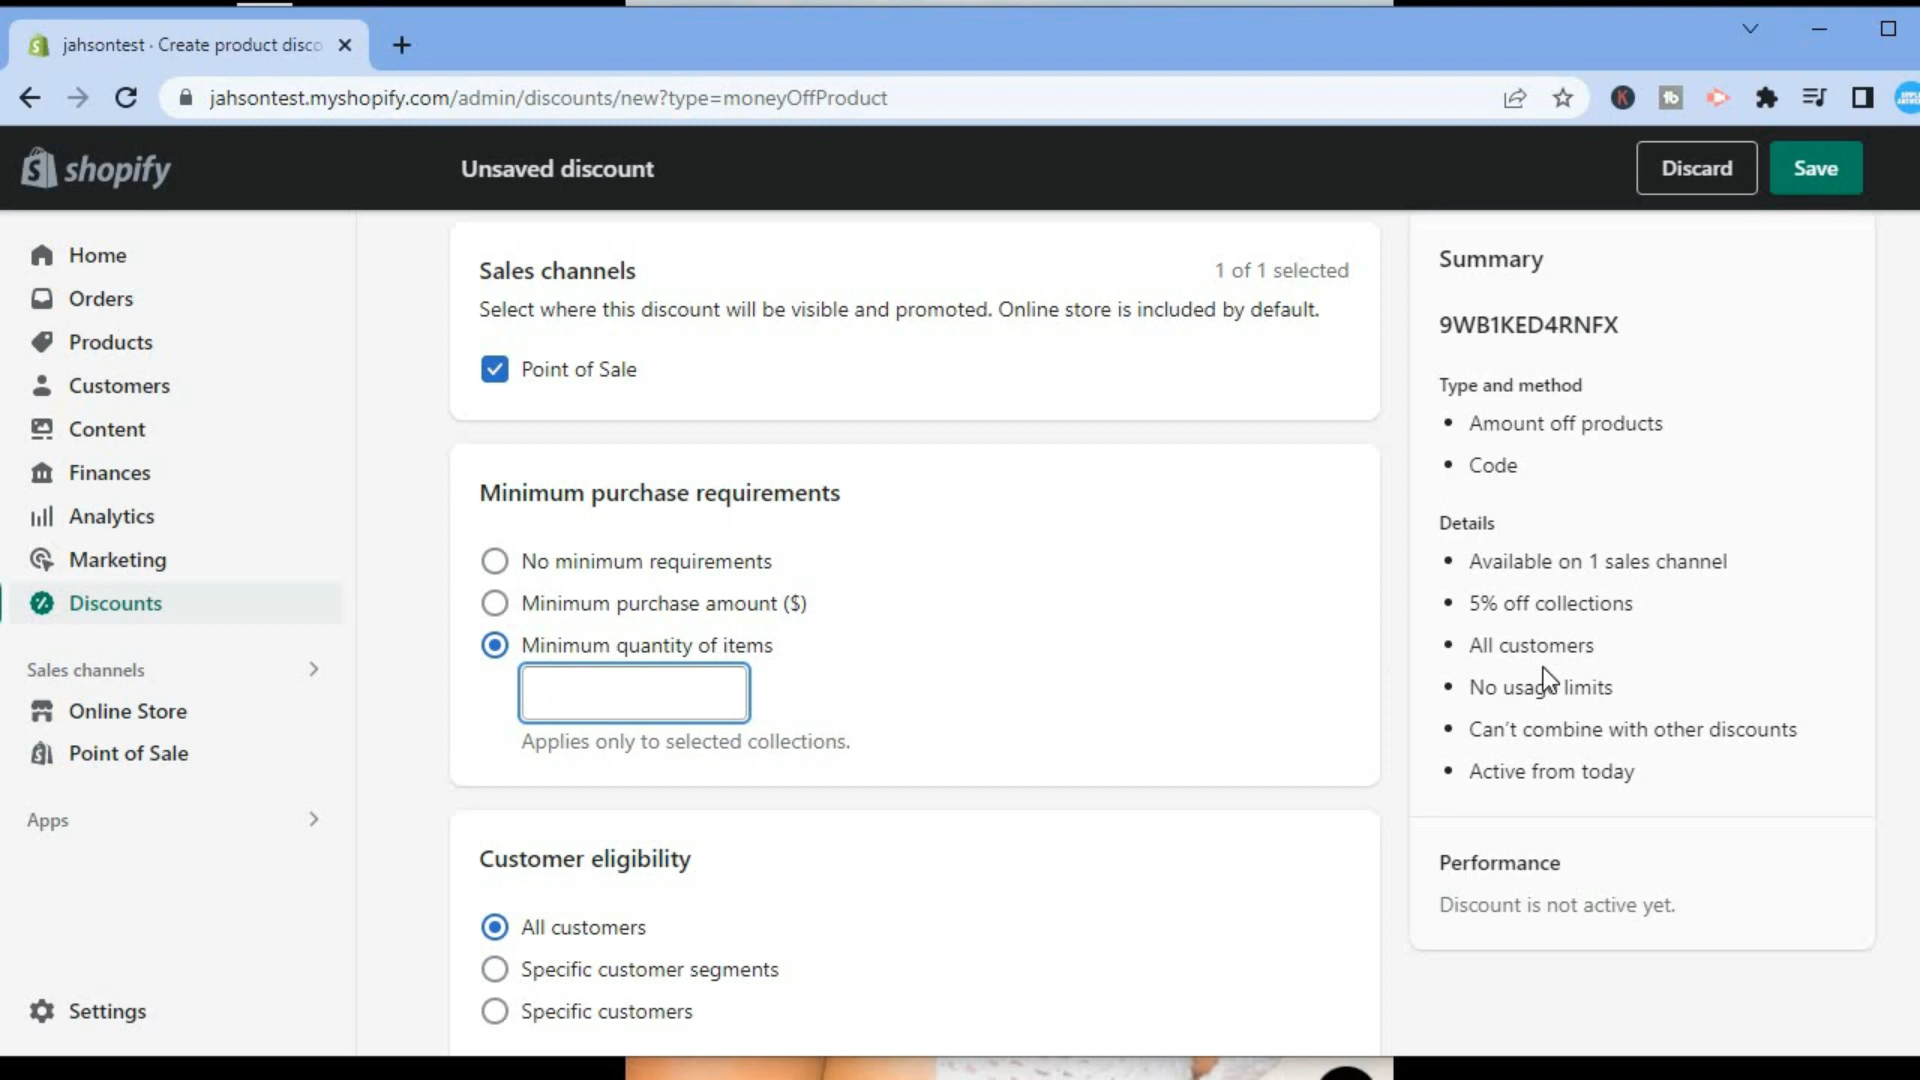 jahsontest · Create product disco
jahsontest.myshopify.com/admin/discounts/new?type=moneyOffProduct
shopify
Unsaved discount
Discard
Save
Home
Orders
Products
Customers
Content
Finances
Analytics
Marketing
Discounts
Sales channels
Online Store
Point of Sale
Apps
Settings
Sales channels
1 of 1 selected
Select where this discount will be visible and promoted. Online store is included by default.
Point of Sale
Minimum purchase requirements
No minimum requirements
Minimum purchase amount ($)
Minimum quantity of items
Applies only to selected collections.
Customer eligibility
All customers
Specific customer segments
Specific customers
Summary
9WB1KED4RNFX
Type and method
• Amount off products
• Code
Details
• Available on 1 sales channel
• 5% off collections
• All customers
• No usage limits
• Can't combine with other discounts
• Active from today
Performance
Discount is not active yet.